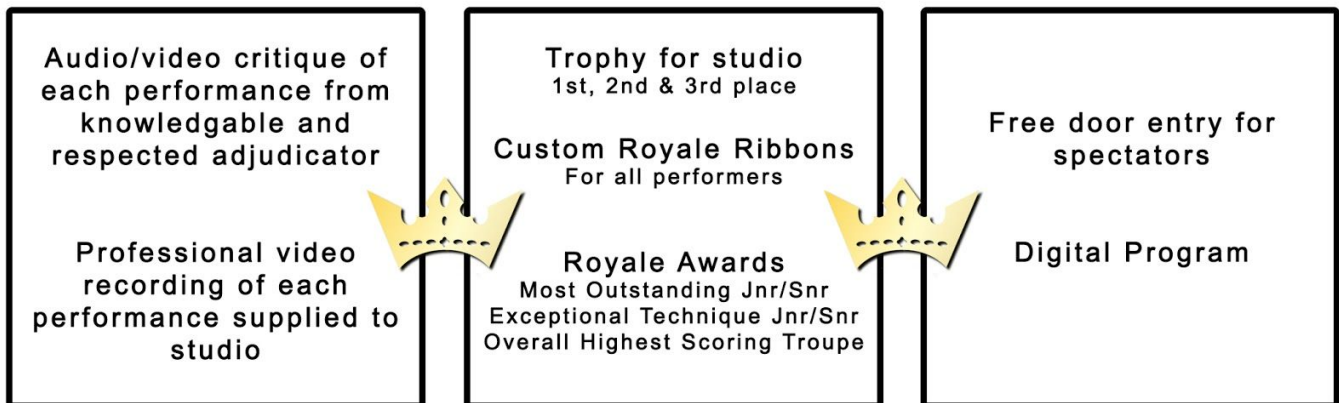 Audio/video critique of
each performance from
knowledgable and
respected adjudicator
Professional video
recording of each
performance supplied to
studio
Trophy for studio
1st, 2nd & 3rd place
Custom Royale Ribbons
For all performers
Royale Awards
Most Outstanding Jnr/Snr
Exceptional Technique Jnr/Snr
Overall Highest Scoring Troupe
Free door entry for
spectators
Digital Program